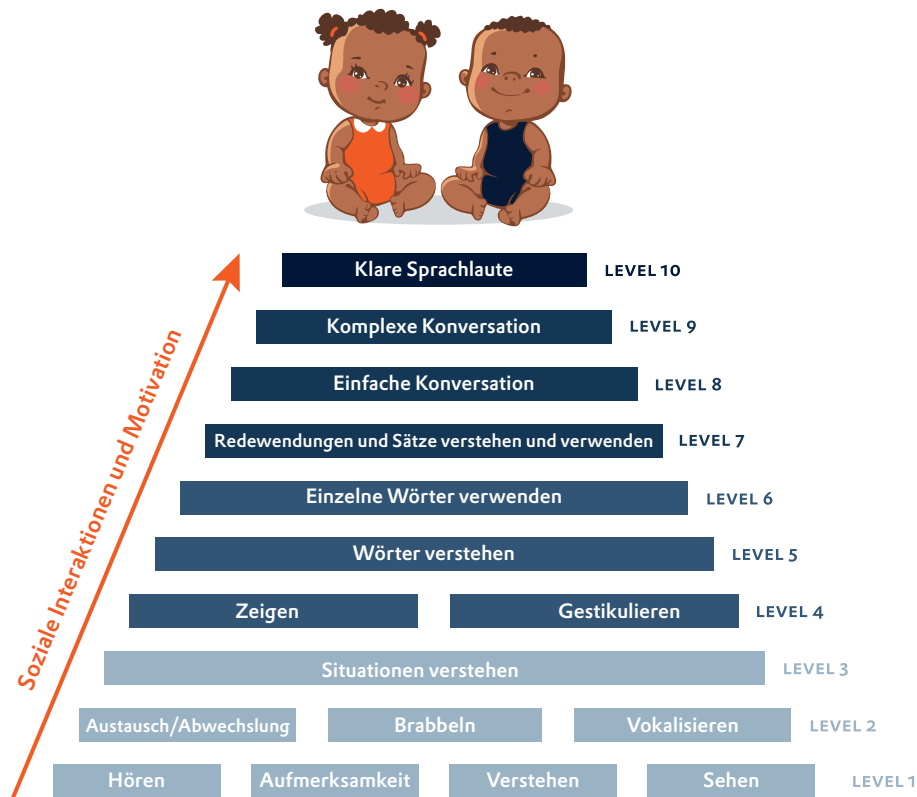 Klare Sprachlaute LEVEL 10
Komplexe Konversation LEVEL 9
Einfache Konversation LEVEL 8
Redewendungen und Sätze verstehen und verwenden LEVEL 7
Einzelne Wörter verwenden LEVEL 6
Wörter verstehen LEVEL 5
Zeigen Gestikulieren LEVEL 4
Situationen verstehen LEVEL 3
Austausch/Abwechslung Brabbeln Vokalisieren LEVEL 2
Hören Aufmerksamkeit Verstehen Sehen LEVEL 1
Soziale Interaktionen und Motivation